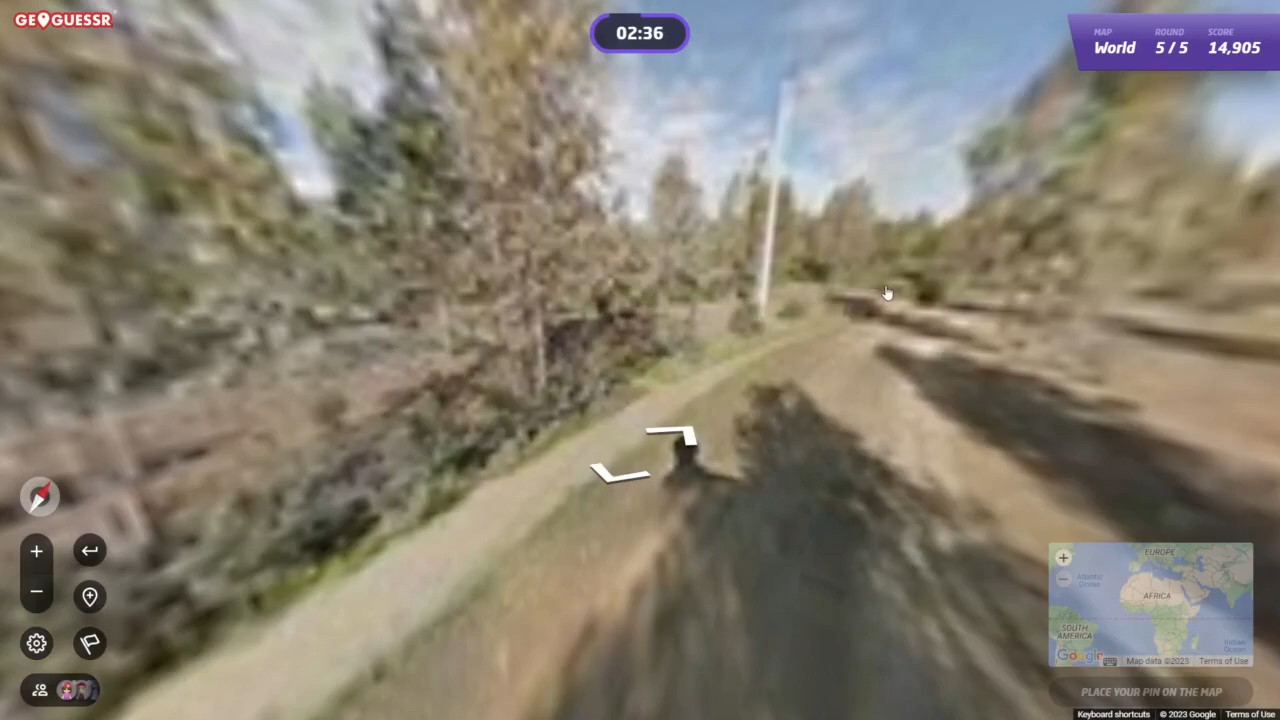 GEOGUESSR
02:36
MAP ROUND SCORE
World 5 / 5 14,905
EUROPE
Atlantic
Ocean
AFRICA
SOUTH
AMERICA
Indian
Ocean
Google
Map data ©2023 Terms of Use
PLACE YOUR PIN ON THE MAP
Keyboard shortcuts © 2023 Google Terms of Use